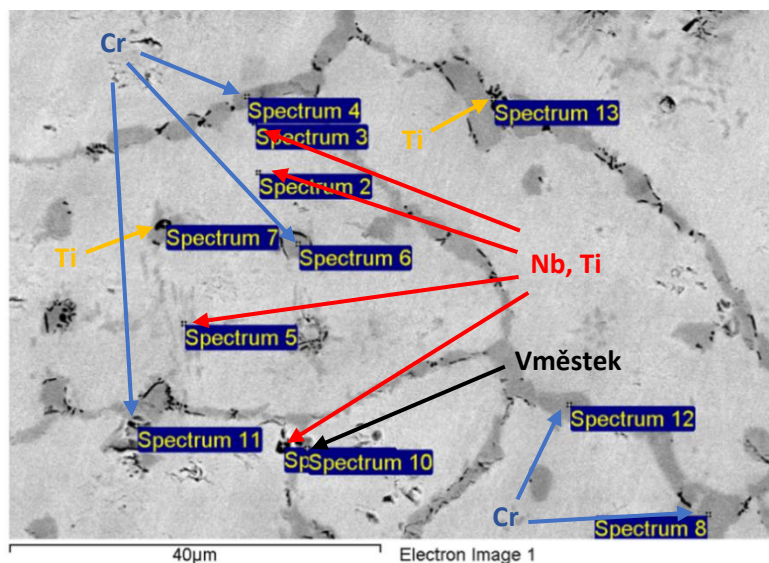 Cr
Spectrum 4
Spectrum 13
Spectrum 3
Ti
Spectrum 2
Spectrum 7
Spectrum 6
Ti
Nb, Ti
Spectrum 5
Vměstek
Spectrum 12
Spectrum 11
Spectrum 10
Cr
Spectrum 8
40µm
Electron Image 1